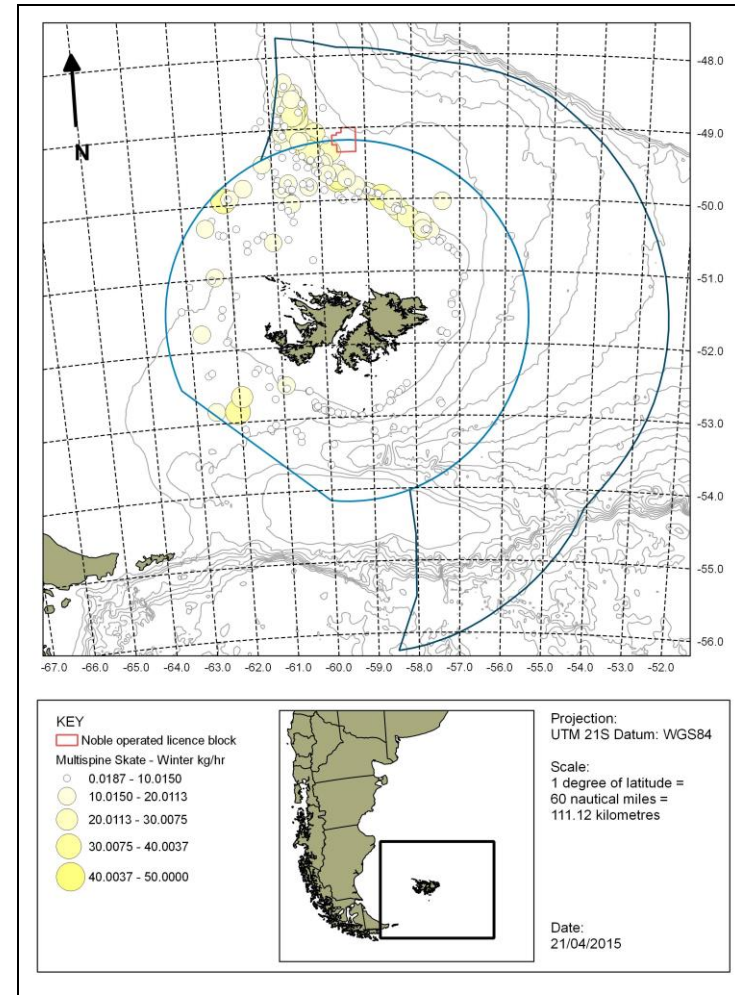 N
-48.0
-49.0
-50.0
-51.0
-52.0
-53.0
-54.0
-55.0
-56.0
-67.0 -66.0 -65.0 -64.0 -63.0 -62.0 -61.0 -60.0 -59.0 -58.0 -57.0 -56.0 -55.0 -54.0 -53.0 -52.0
KEY
Noble operated licence block
Multispine Skate - Winter kg/hr
0.0187 - 10.0150
10.0150 - 20.0113
20.0113 - 30.0075
30.0075 - 40.0037
40.0037 - 50.0000
Projection:
UTM 21S Datum: WGS84
Scale:
1 degree of latitude =
60 nautical miles =
111.12 kilometres
Date:
21/04/2015